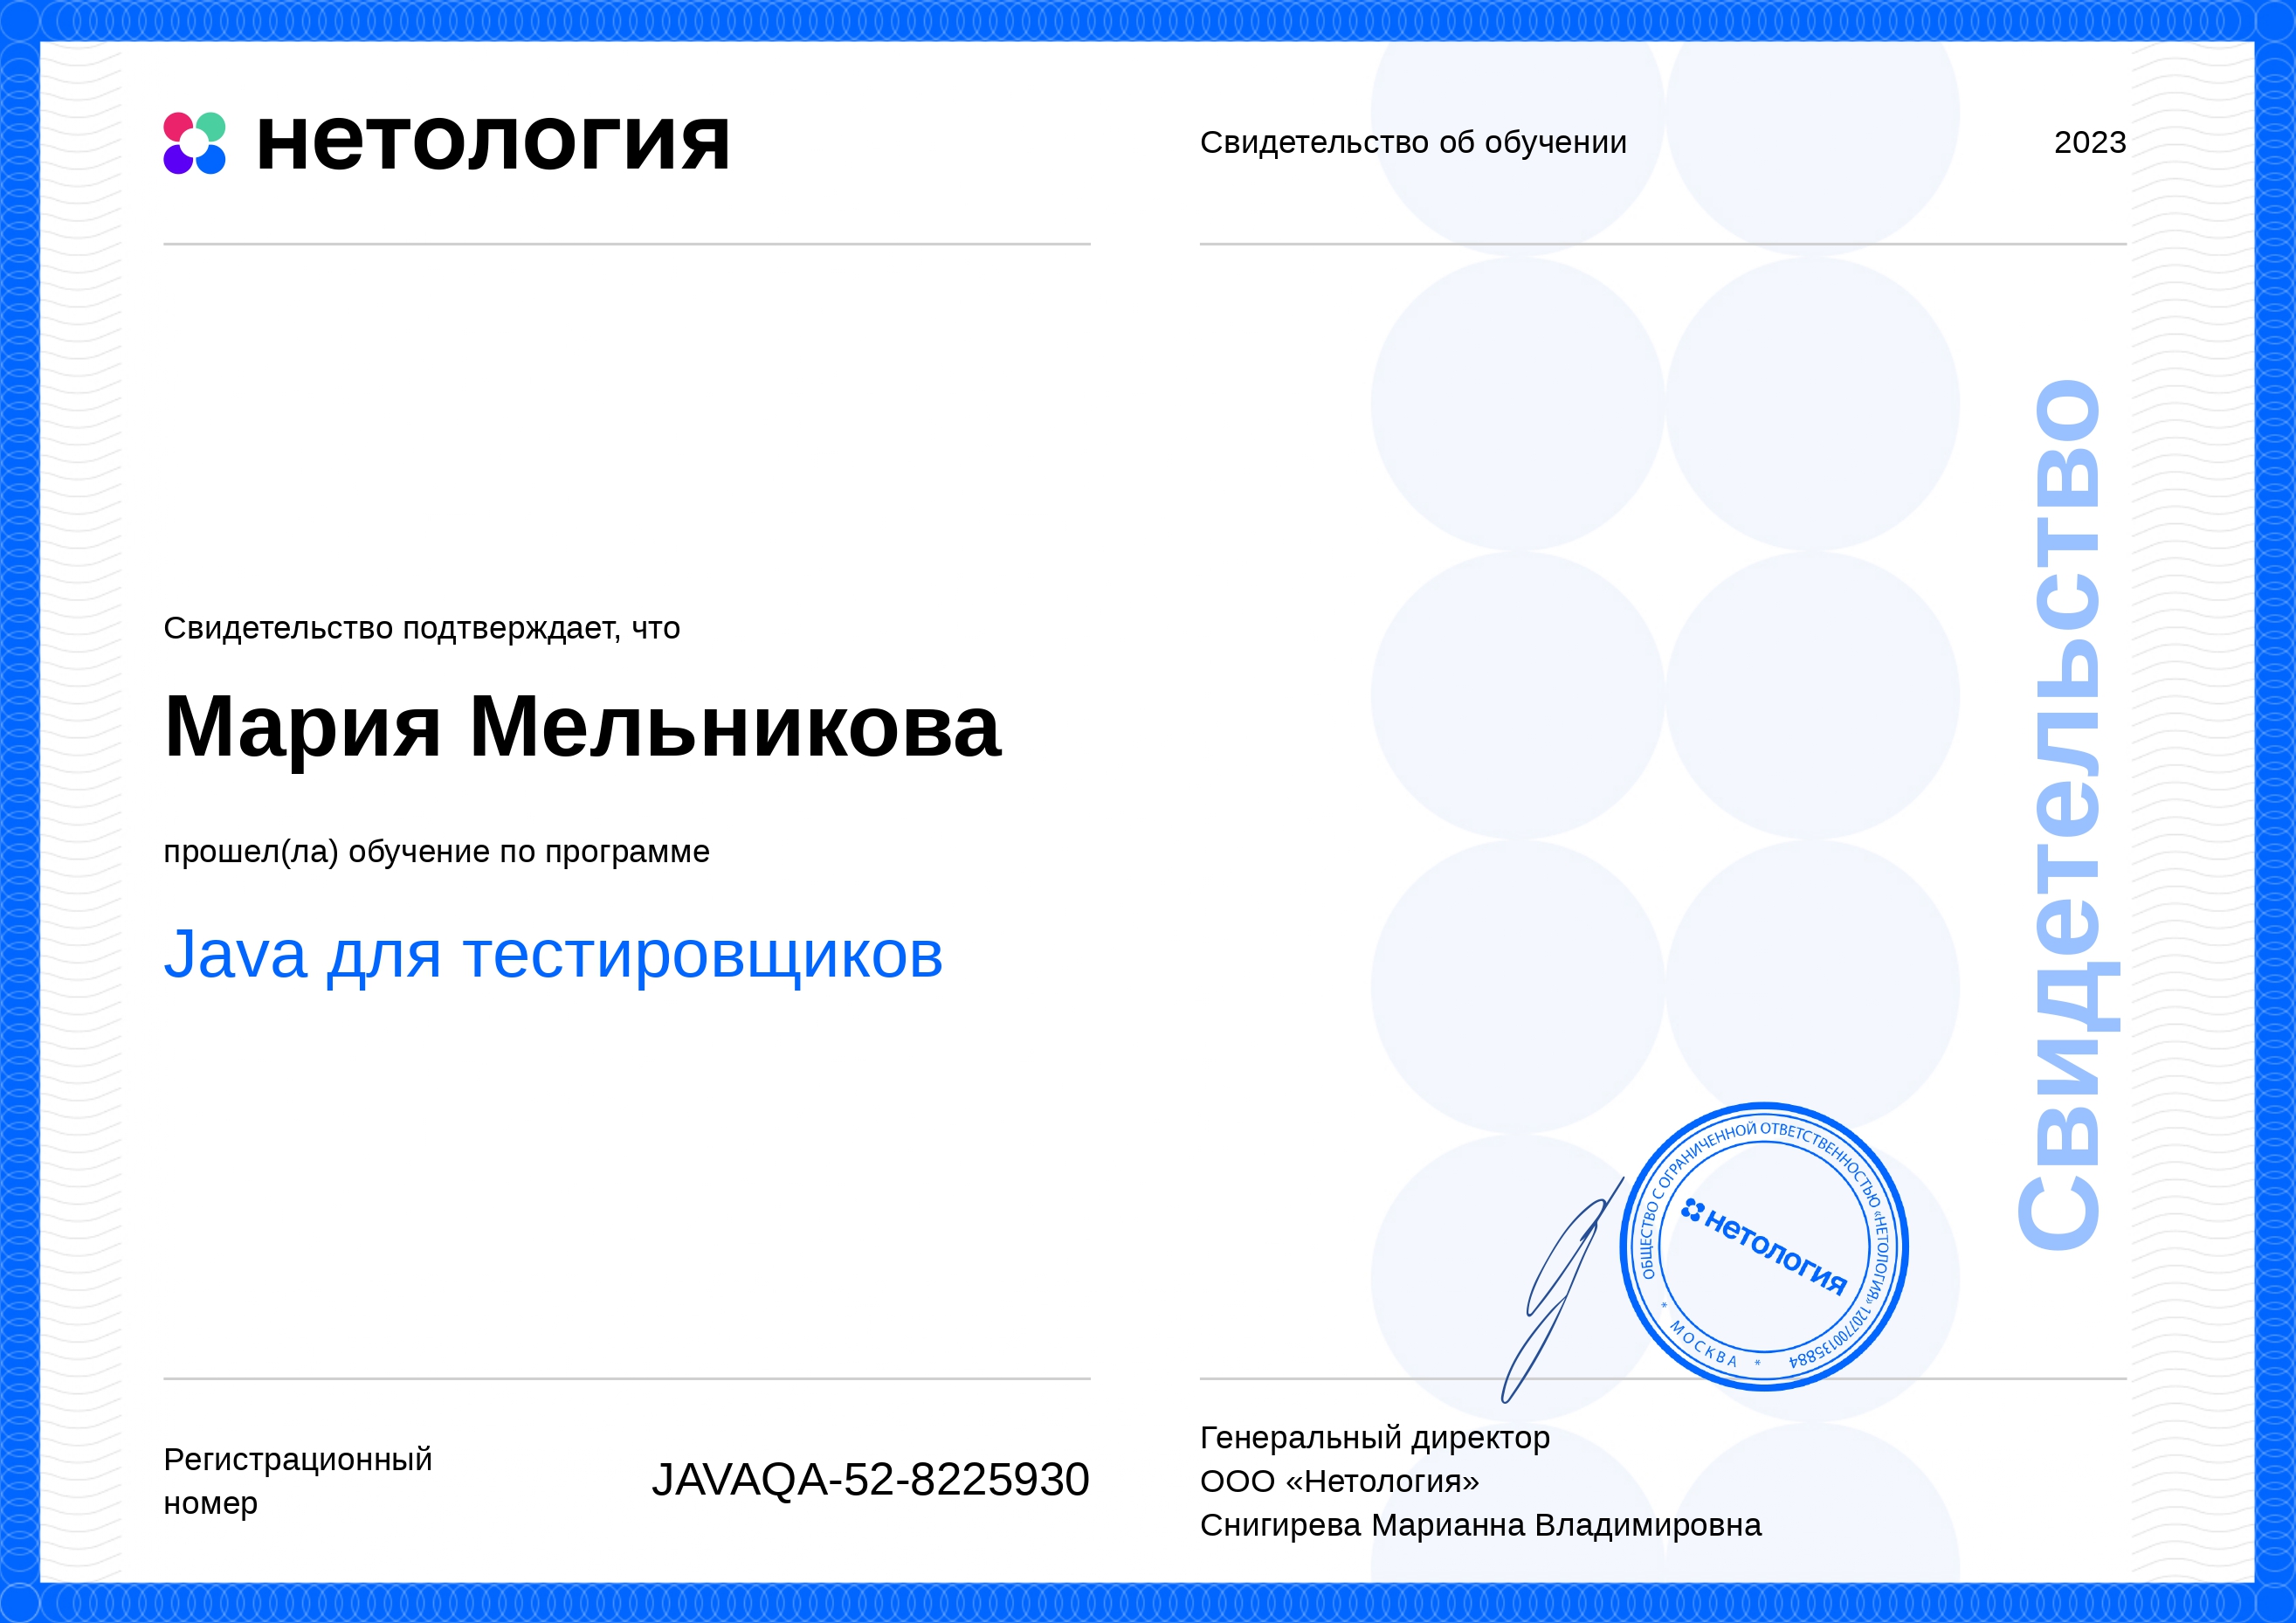 нетология
Свидетельство об обучении
2023
Свидетельство подтверждает, что
Мария Мельникова
прошел(ла) обучение по программе
Java для тестировщиков
Свидетельство
ОБЩЕСТВО С ОГРАНИЧЕННОЙ ОТВЕТСТВЕННОСТЬЮ «НЕТОЛОГИЯ» 1207700135884
* МОСКВА *
нетология
Регистрационный
номер
JAVAQA-52-8225930
Генеральный директор
ООО «Нетология»
Снигирева Марианна Владимировна